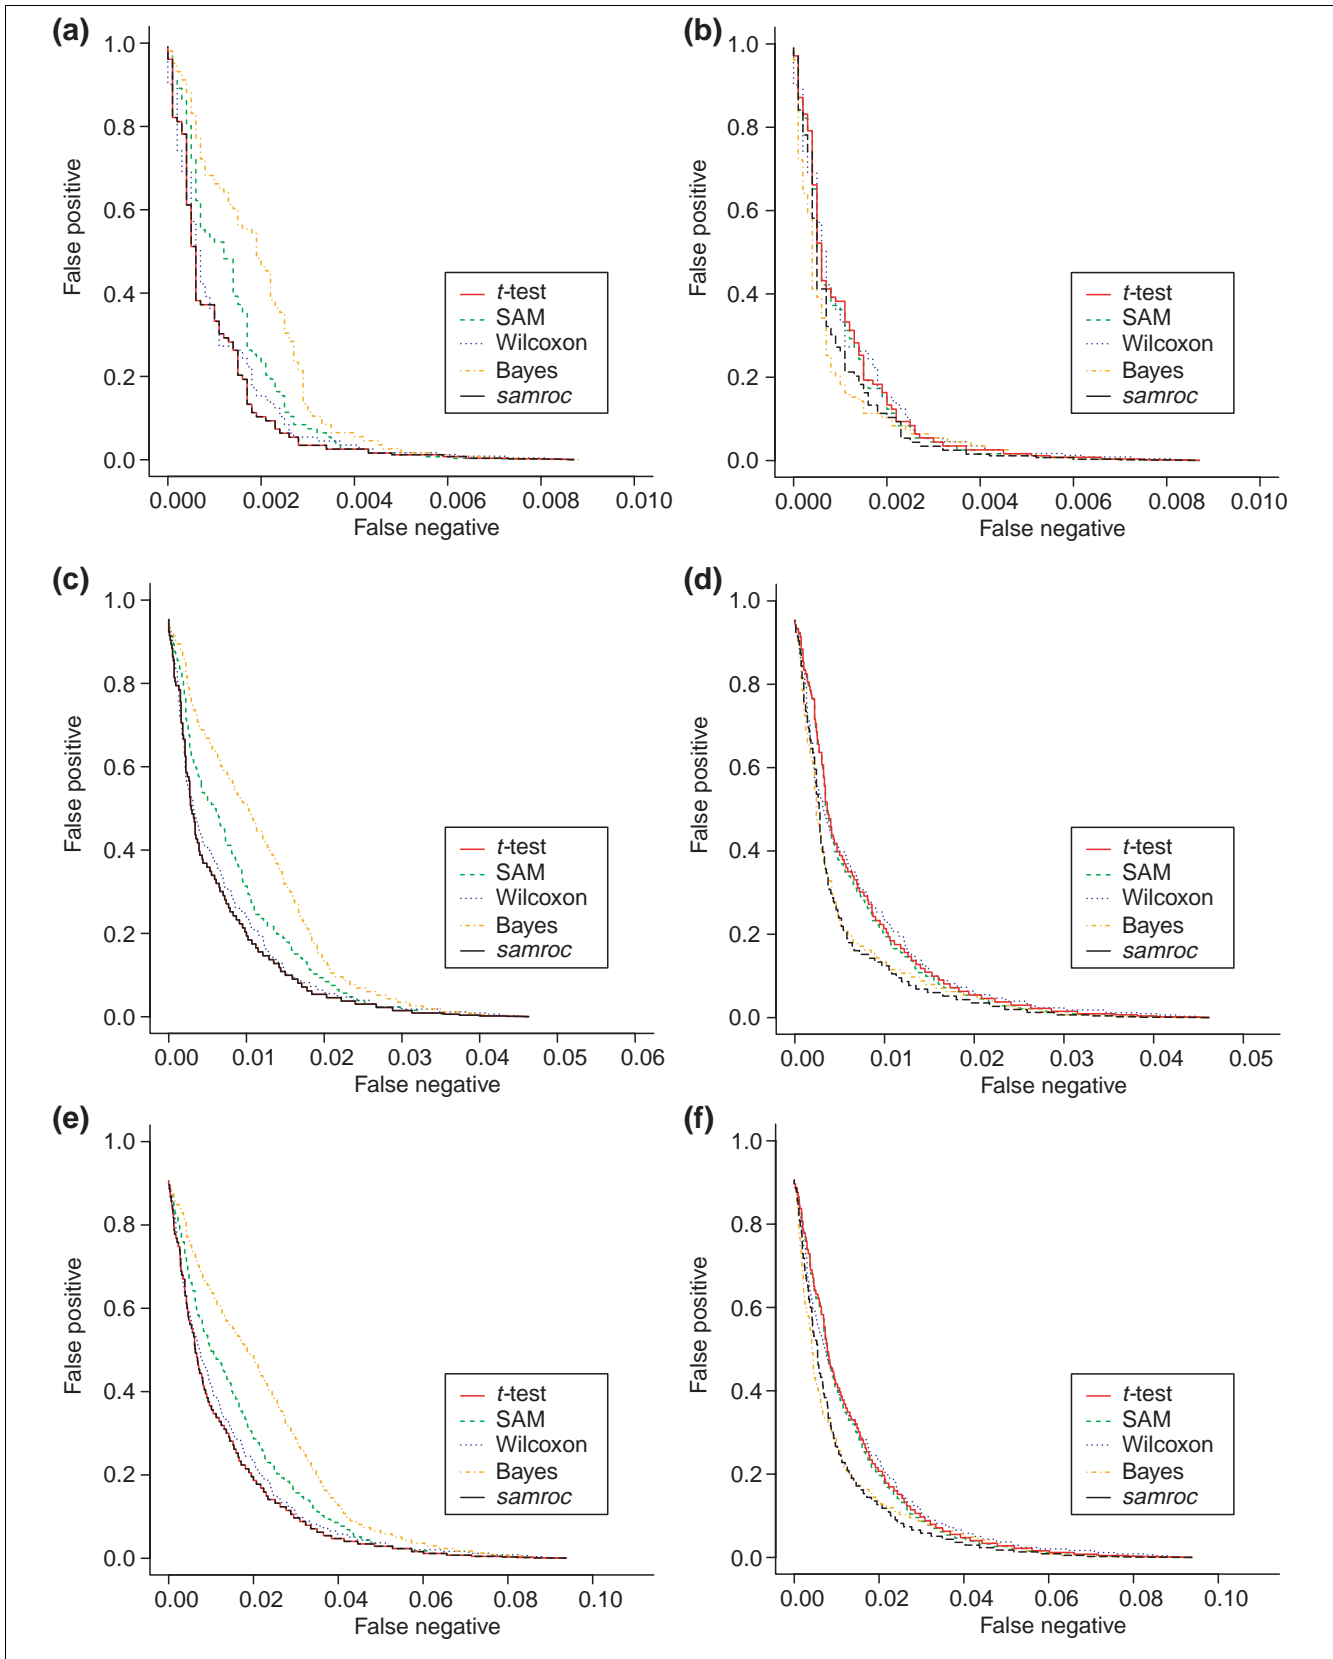 (a)
1.0
0.8
0.6
0.4
0.2
0.0
False positive
t-test
SAM
Wilcoxon
Bayes
samroc
0.000 0.002 0.004 0.006 0.008 0.010
False negative
(b)
1.0
0.8
0.6
0.4
0.2
0.0
False positive
t-test
SAM
Wilcoxon
Bayes
samroc
0.000 0.002 0.004 0.006 0.008 0.010
False negative
(c)
1.0
0.8
0.6
0.4
0.2
0.0
False positive
t-test
SAM
Wilcoxon
Bayes
samroc
0.00 0.01 0.02 0.03 0.04 0.05 0.06
False negative
(d)
1.0
0.8
0.6
0.4
0.2
0.0
False positive
t-test
SAM
Wilcoxon
Bayes
samroc
0.00 0.01 0.02 0.03 0.04 0.05
False negative
(e)
1.0
0.8
0.6
0.4
0.2
0.0
False positive
t-test
SAM
Wilcoxon
Bayes
samroc
0.00 0.02 0.04 0.06 0.08 0.10
False negative
(f)
1.0
0.8
0.6
0.4
0.2
0.0
False positive
t-test
SAM
Wilcoxon
Bayes
samroc
0.00 0.02 0.04 0.06 0.08 0.10
False negative